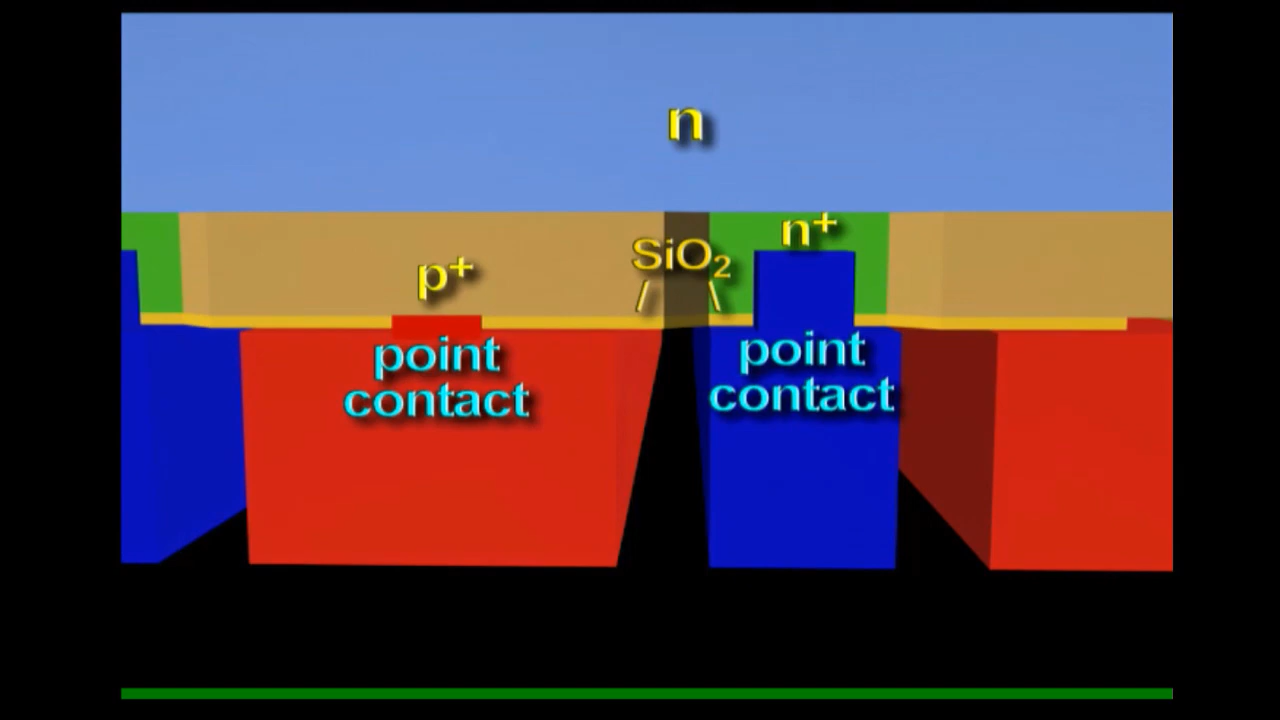 n
n⁺
SiO₂
p⁺
point
contact
point
contact